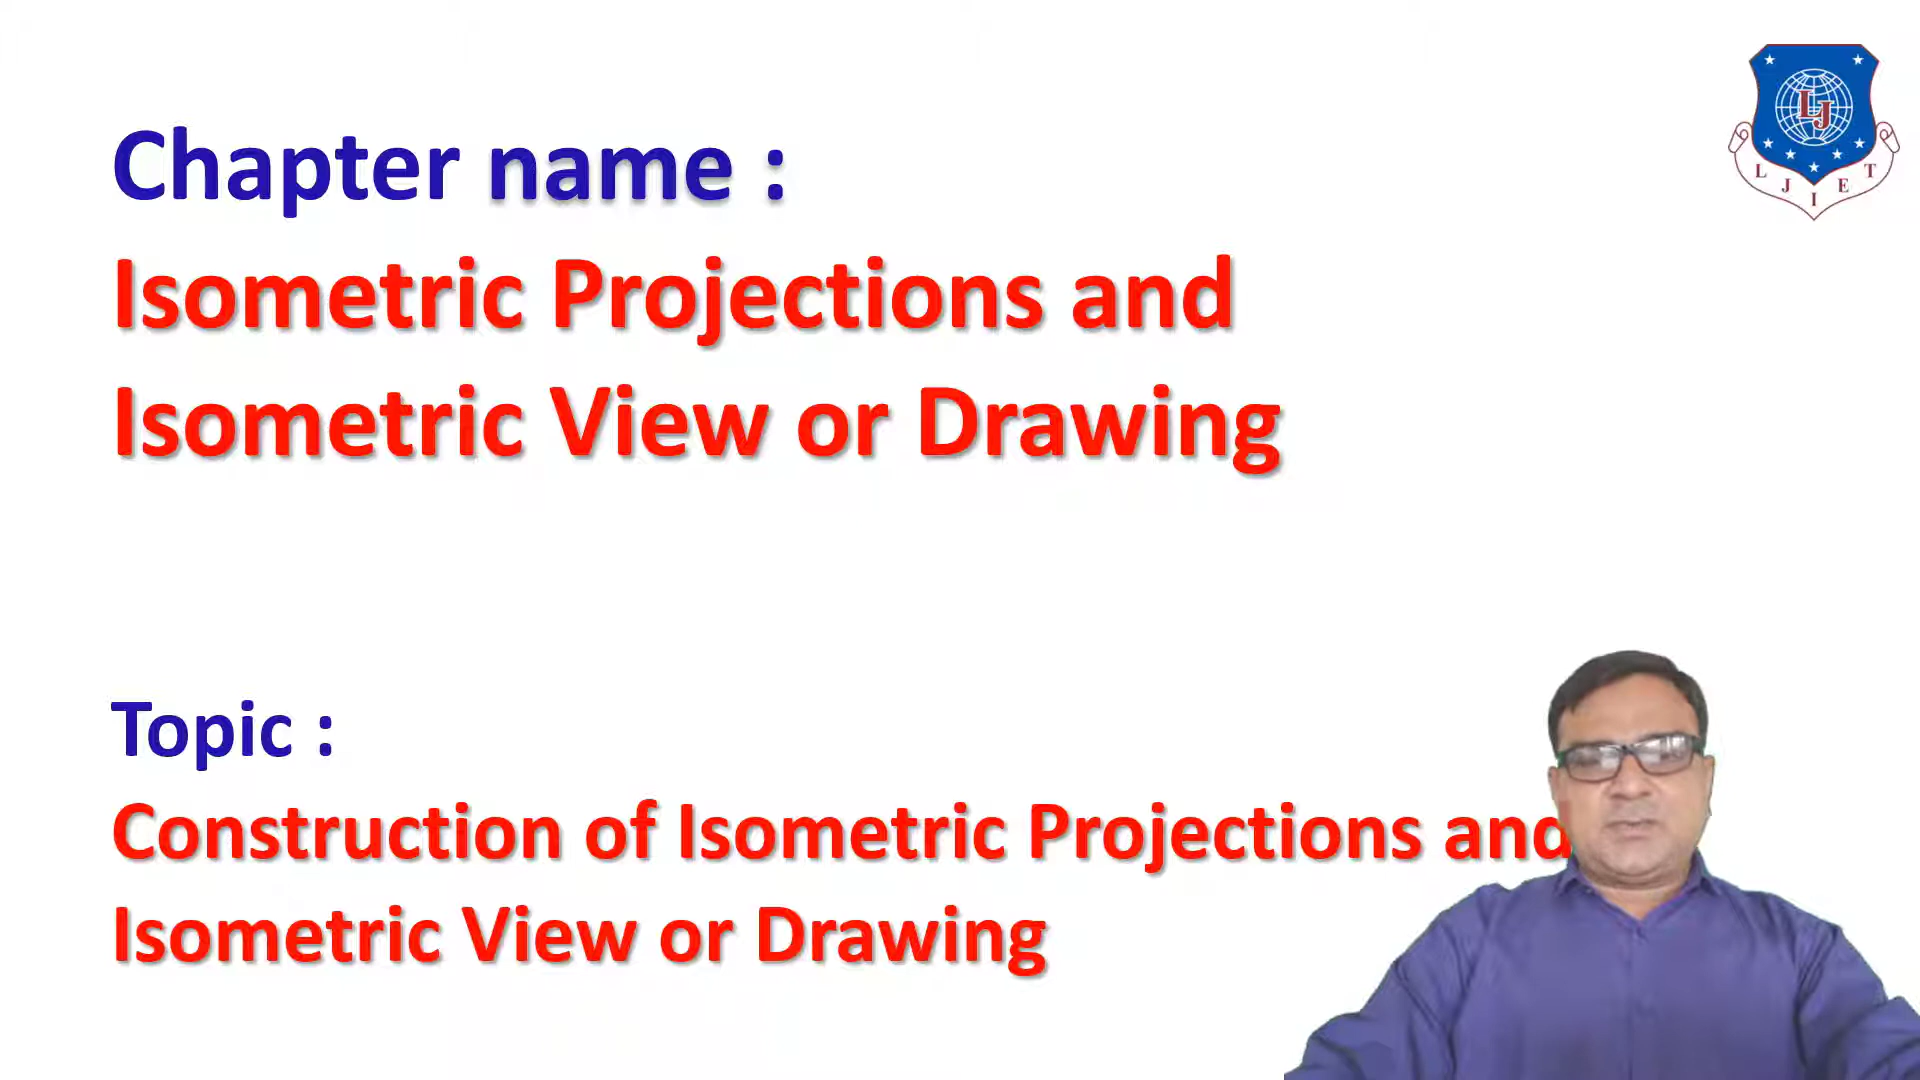 Chapter name :
Isometric Projections and
Isometric View or Drawing
LJ
L J I E T
Topic :
Construction of Isometric Projections and
Isometric View or Drawing